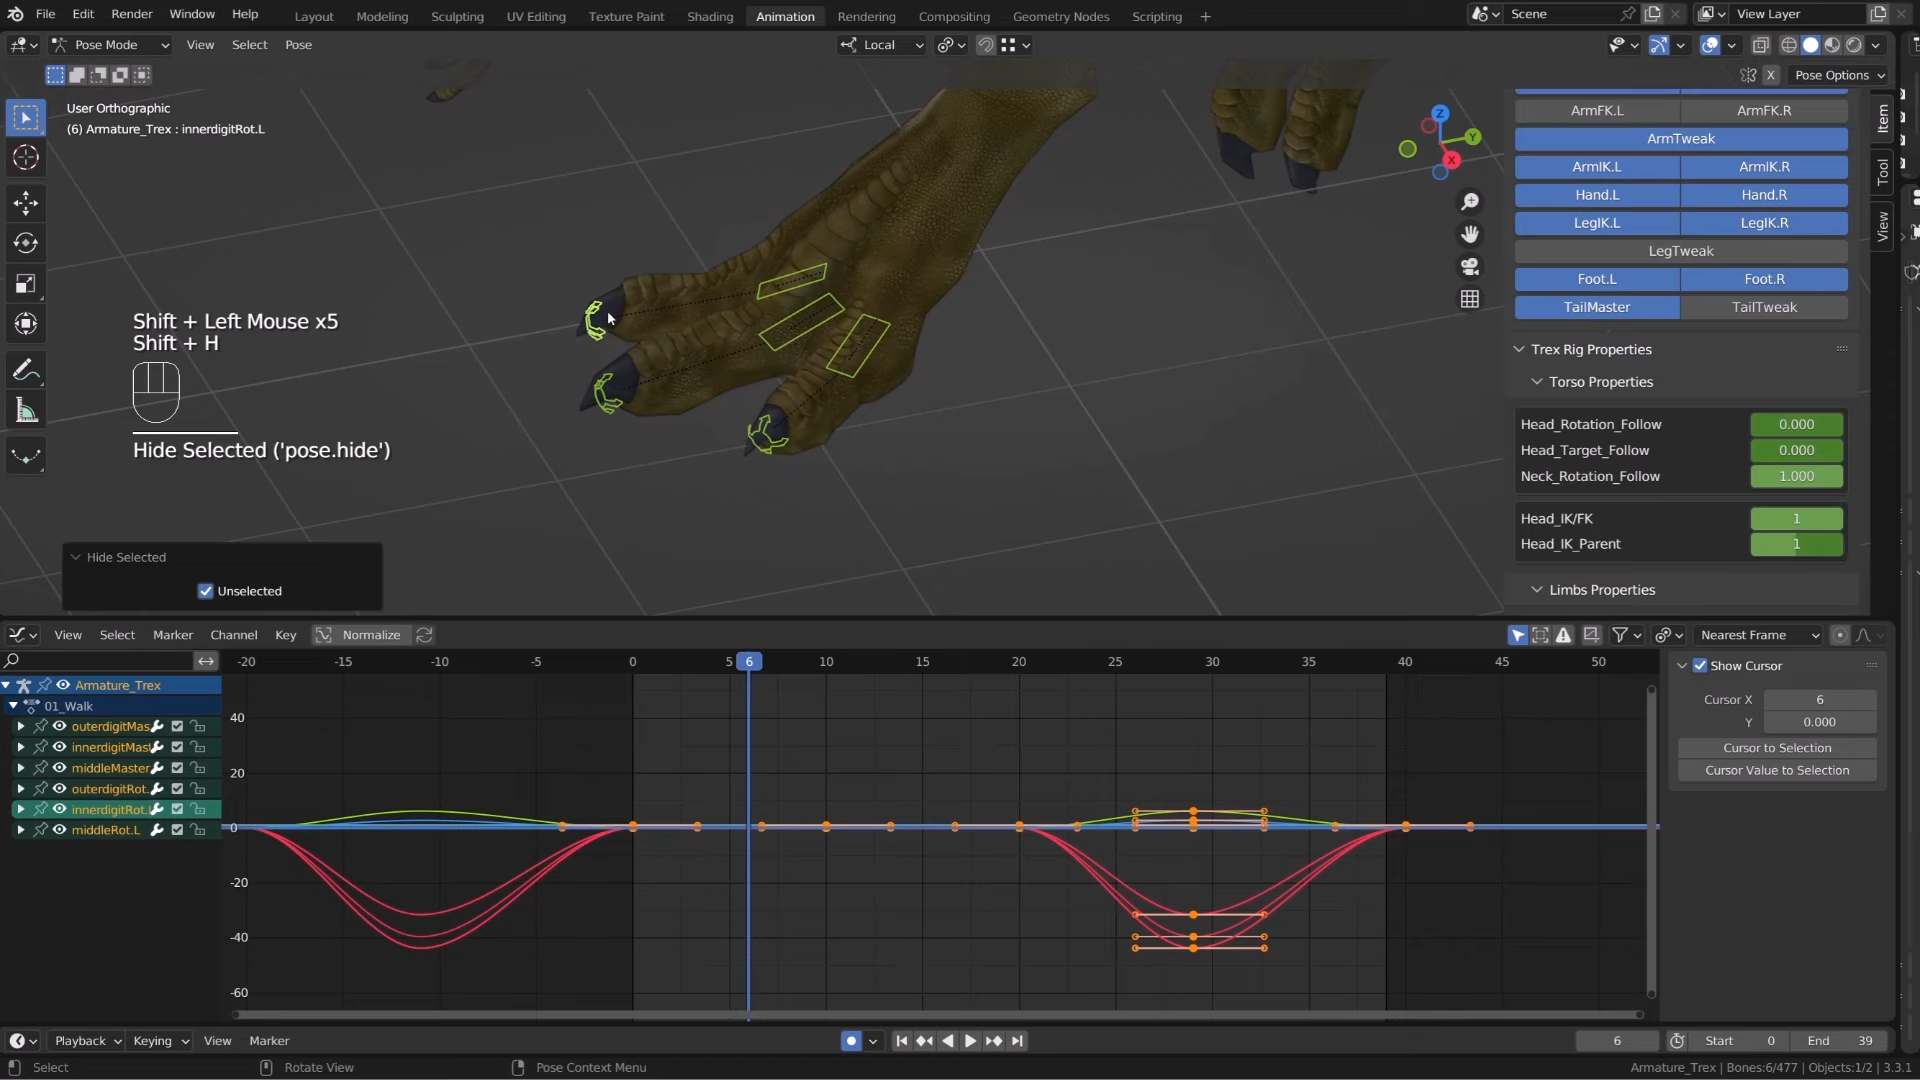 File Edit Render Window Help Layout Modeling Sculpting UV Editing Texture Paint Shading Animation Rendering Compositing Geometry Nodes Scripting + Scene View Layer
Pose Mode View Select Pose Local
X Pose Options
User Orthographic
(6) Armature_Trex : innerdigitRot.L
Z
Y
X
Shift + Left Mouse x5
Shift + H
Hide Selected ('pose.hide')
Hide Selected
Unselected
Item
Tool
View
ArmFK.L ArmFK.R
ArmTweak
ArmIK.L ArmIK.R
Hand.L Hand.R
LegIK.L LegIK.R
LegTweak
Foot.L Foot.R
TailMaster TailTweak
Trex Rig Properties
Torso Properties
Head_Rotation_Follow 0.000
Head_Target_Follow 0.000
Neck_Rotation_Follow 1.000
Head_IK/FK 1
Head_IK_Parent 1
Limbs Properties
View Select Marker Channel Key Normalize Nearest Frame
-20 -15 -10 -5 0 5 6 10 15 20 25 30 35 40 45 50
Armature_Trex
01_Walk
outerdigitMas
innerdigitMas
middleMaster
outerdigitRot.
innerdigitRot.
middleRot.L
40
20
0
-20
-40
-60
Show Cursor
Cursor X 6
Y 0.000
Cursor to Selection
Cursor Value to Selection
Playback Keying View Marker 6 Start 0 End 39
Select Rotate View Pose Context Menu Armature_Trex | Bones:6/477 | Objects:1/2 | 3.3.1